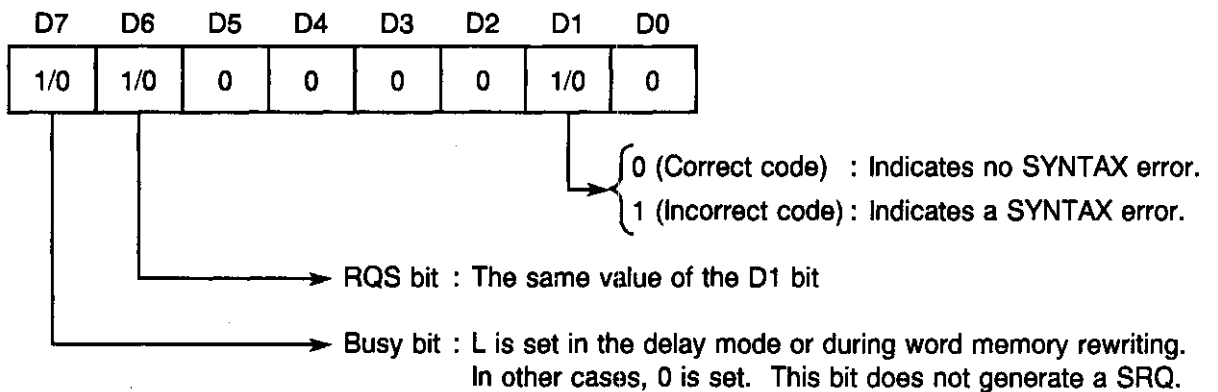 D7 D6 D5 D4 D3 D2 D1 D0
1/0 1/0 0 0 0 0 1/0 0
0 (Correct code) : Indicates no SYNTAX error.
1 (Incorrect code) : Indicates a SYNTAX error.
RQS bit : The same value of the D1 bit
Busy bit : L is set in the delay mode or during word memory rewriting.
In other cases, 0 is set. This bit does not generate a SRQ.